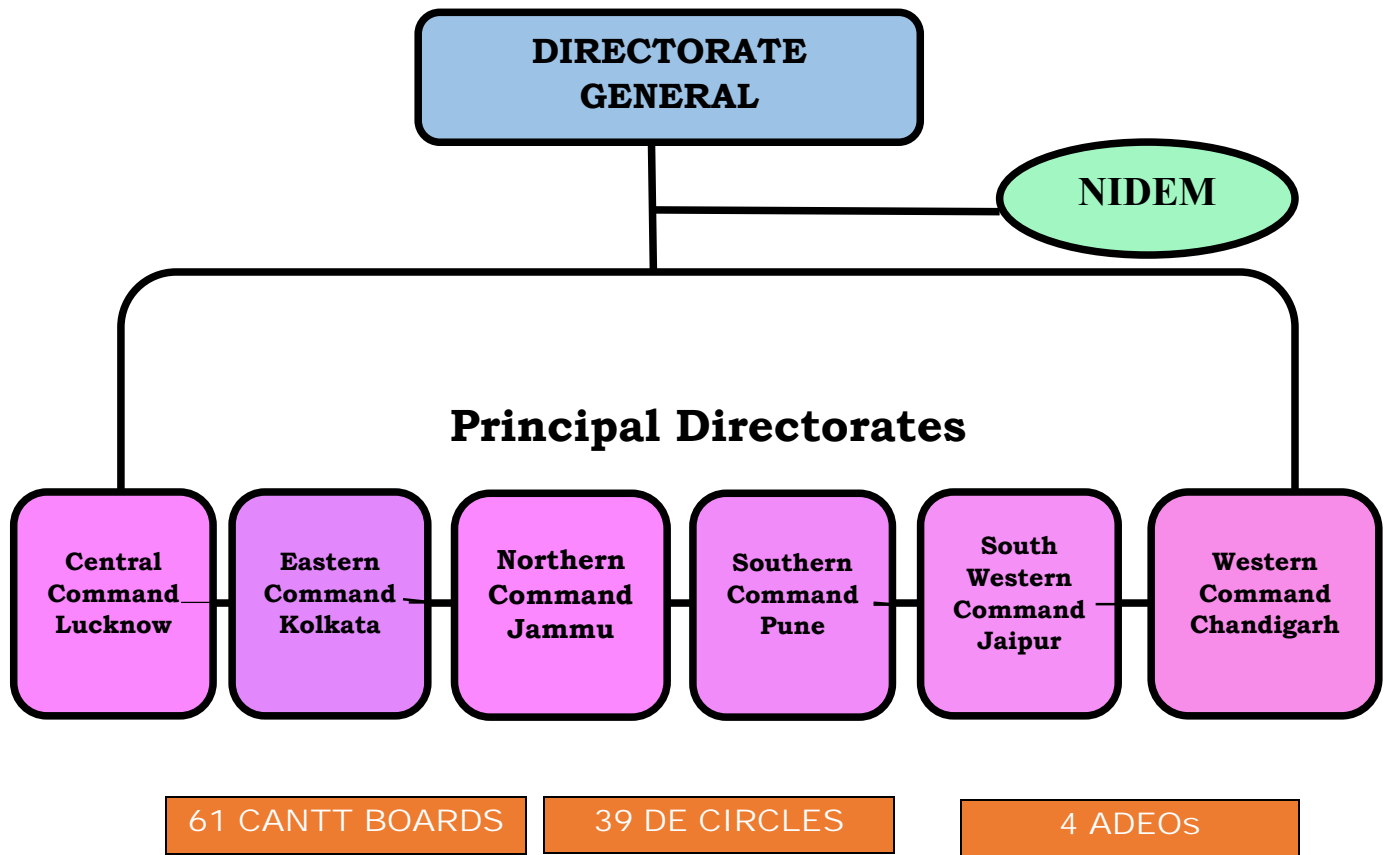 DIRECTORATE
GENERAL
NIDEM
Principal Directorates
Central
Command
Lucknow
Eastern
Command
Kolkata
Northern
Command
Jammu
Southern
Command
Pune
South
Western
Command
Jaipur
Western
Command
Chandigarh
61 CANTT BOARDS
39 DE CIRCLES
4 ADEOs